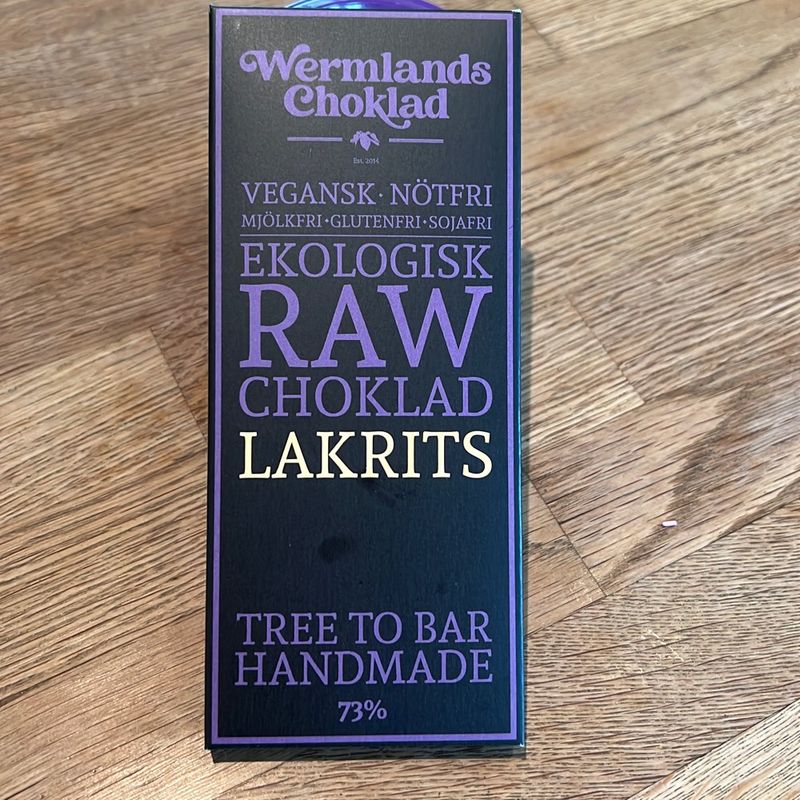 Wermlands
Choklad
Est. 2014
VEGANSK · NÖTFRI
MJÖLKFRI · GLUTENFRI · SOJAFRI
EKOLOGISK
RAW
CHOKLAD
LAKRITS
TREE TO BAR
HANDMADE
73%